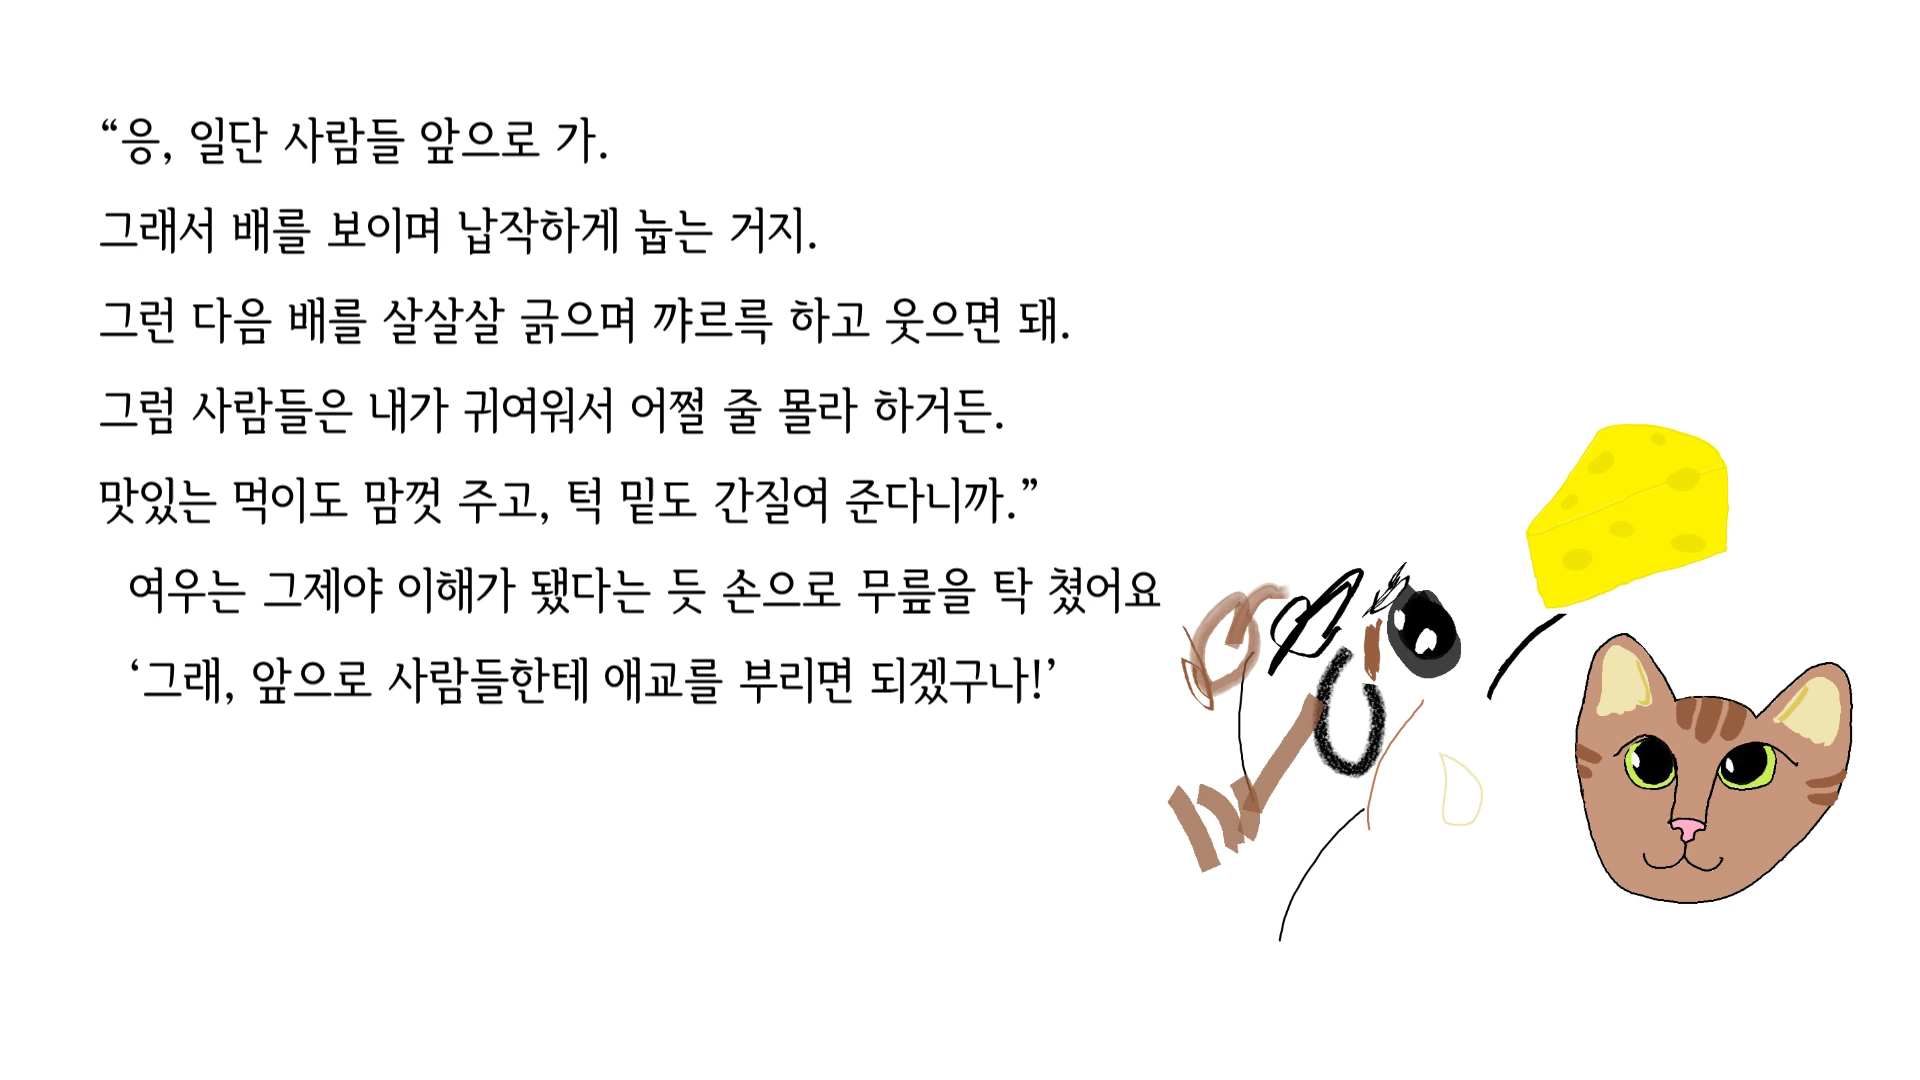 “응, 일단 사람들 앞으로 가.
그래서 배를 보이며 납작하게 눕는 거지.
그런 다음 배를 살살살 긁으며 꺄르륵 하고 웃으면 돼.
그럼 사람들은 내가 귀여워서 어쩔 줄 몰라 하거든.
맛있는 먹이도 맘껏 주고, 턱 밑도 간질여 준다니까.”
여우는 그제야 이해가 됐다는 듯 손으로 무릎을 탁 쳤어요
‘그래, 앞으로 사람들한테 애교를 부리면 되겠구나!’